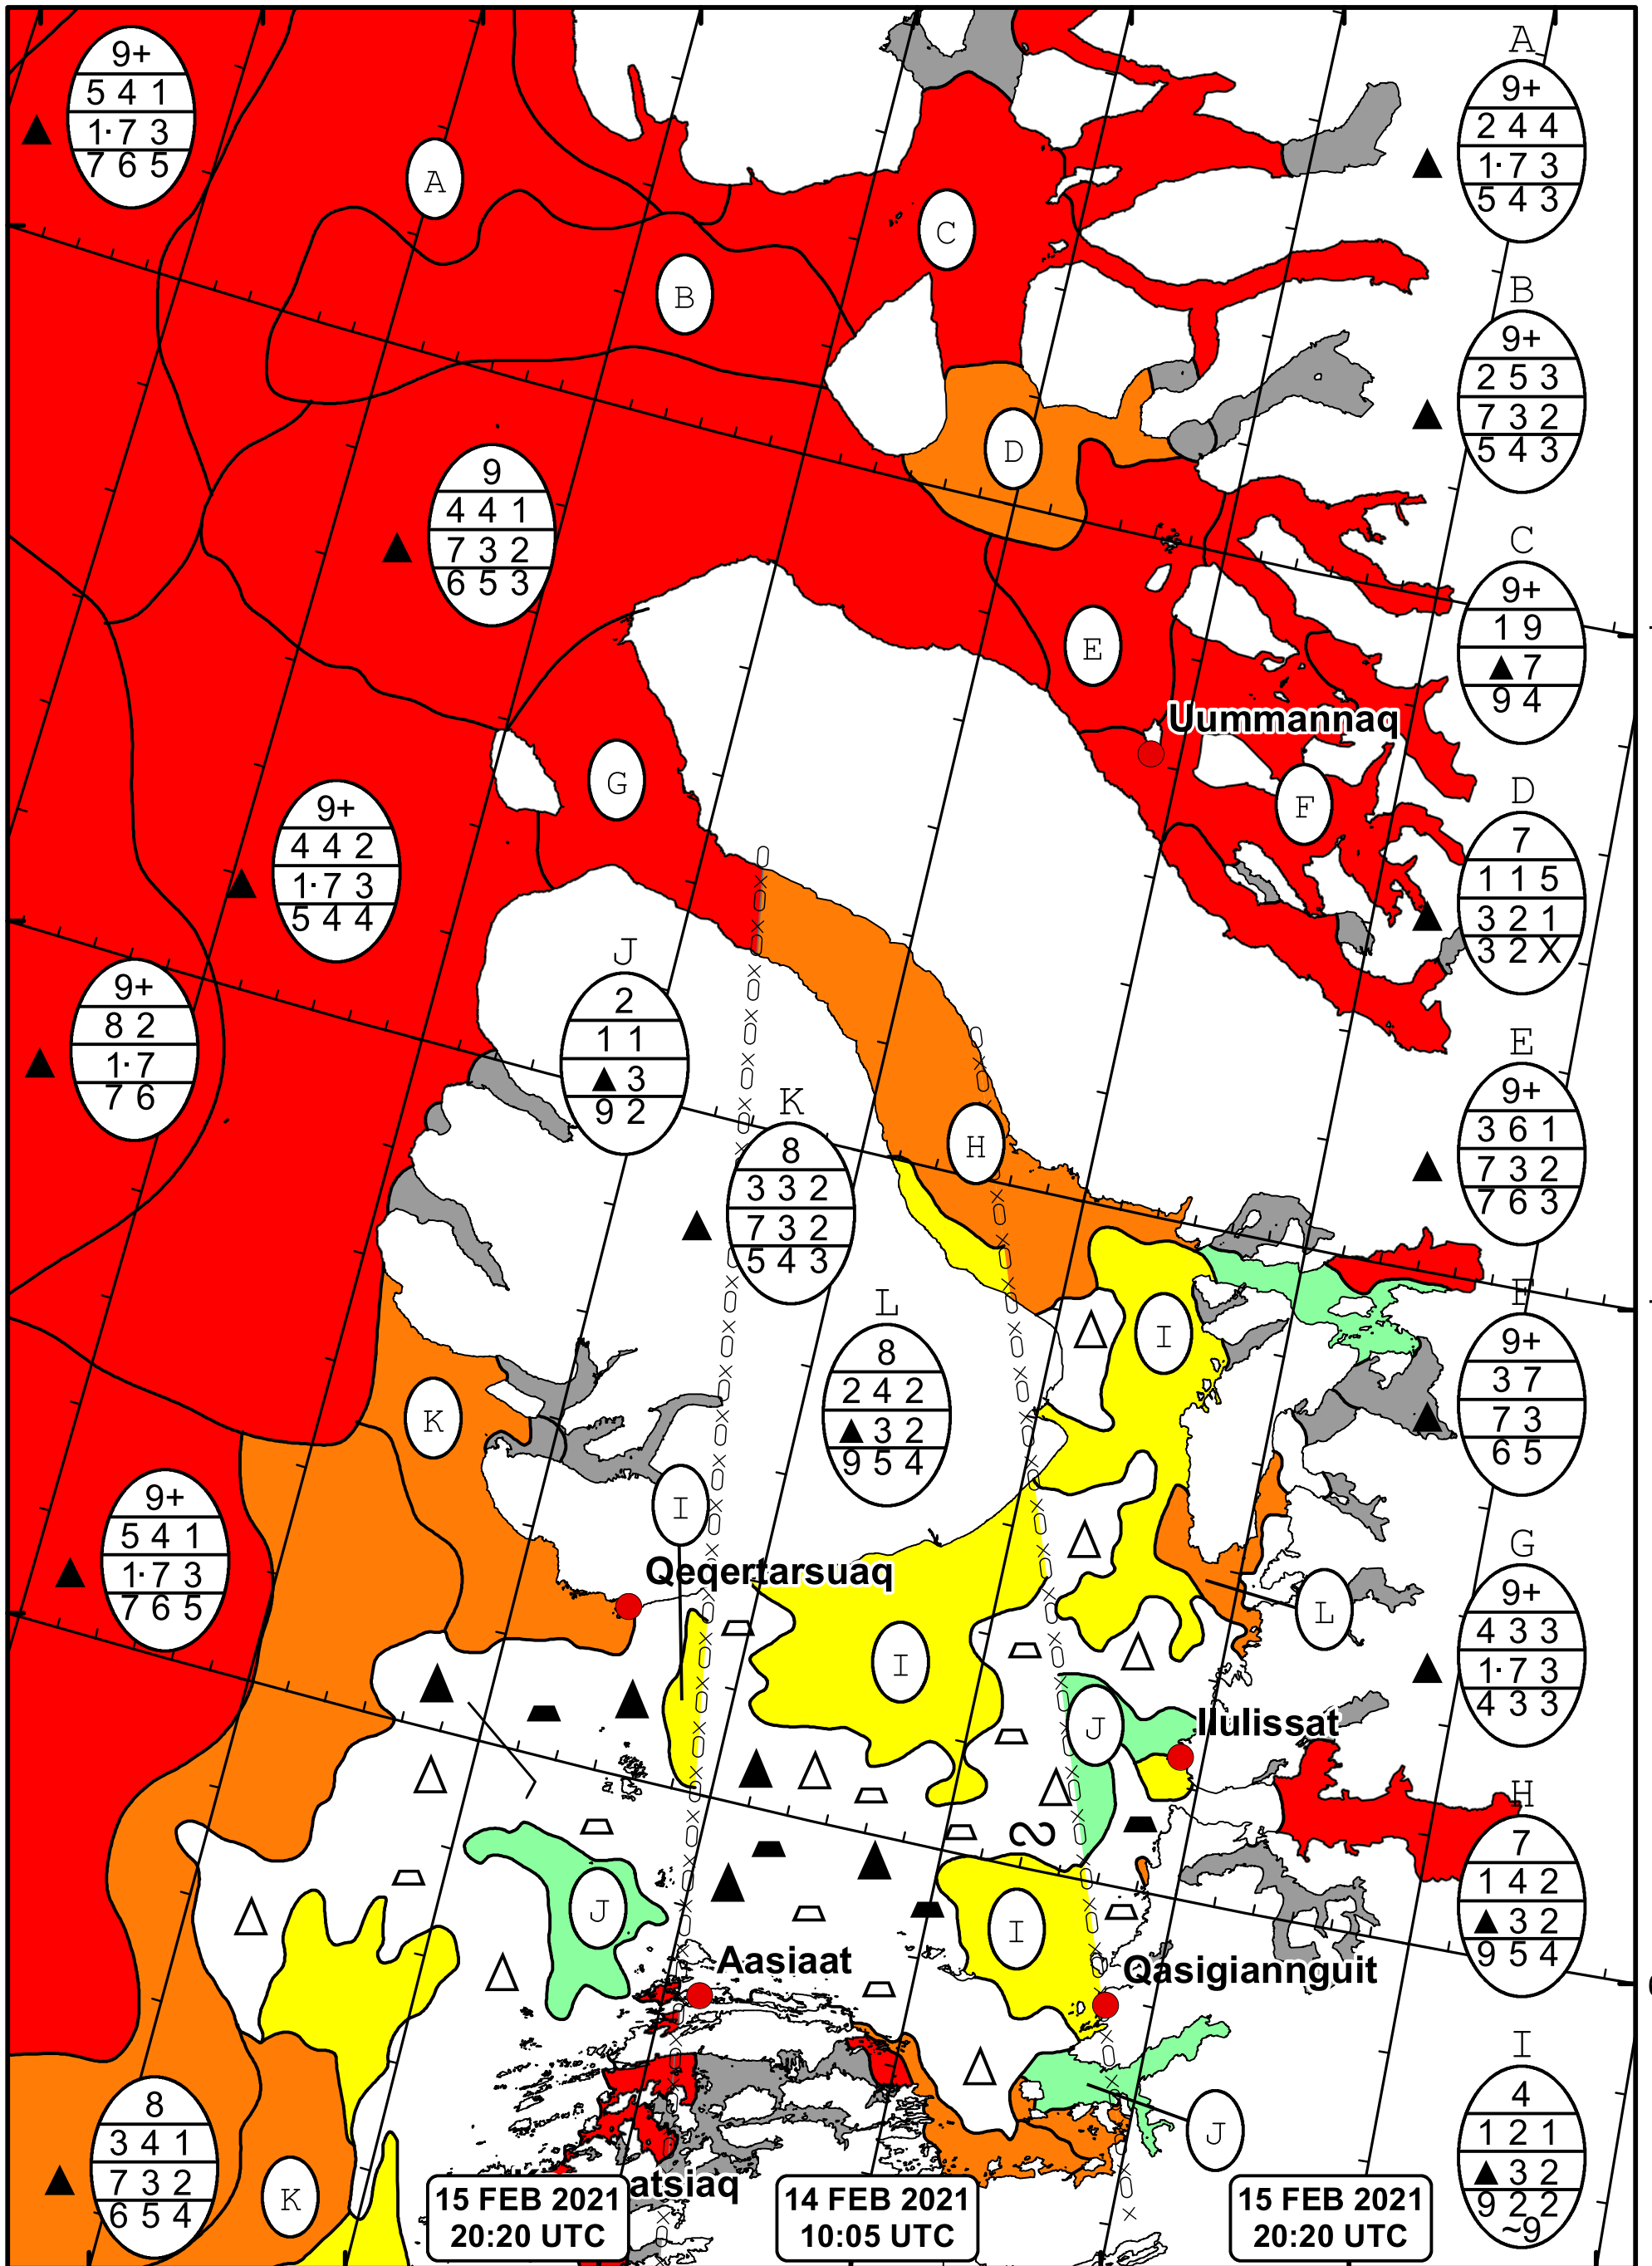 9+
5 4 1
1· 7 3
7 6 5
A
B
C
D
E
F
G
H
I
K
9
4 4 1
7 3 2
6 5 3
9+
4 4 2
1· 7 3
5 4 4
9+
8 2
1· 7
7 6
9+
5 4 1
1· 7 3
7 6 5
8
3 4 1
7 3 2
6 5 4
K
J
2
1 1
▲ 3
9 2
K
8
3 3 2
7 3 2
5 4 3
L
8
2 4 2
▲ 3 2
9 5 4
I
I
L
J
J
I
J
Uummannaq
Qeqertarsuaq
Ilulissat
Aasiaat
Qasigiannguit
atsiaq
A
9+
2 4 4
1· 7 3
5 4 3
B
9+
2 5 3
7 3 2
5 4 3
C
9+
1 9
▲ 7
9 4
D
7
1 1 5
3 2 1
3 2 X
E
9+
3 6 1
7 3 2
7 6 3
F
9+
3 7
7 3
6 5
G
9+
4 3 3
1· 7 3
4 3 3
H
7
1 4 2
▲ 3 2
9 5 4
I
4
1 2 1
▲ 3 2
9 2 2
~9
15 FEB 2021
20:20 UTC
14 FEB 2021
10:05 UTC
15 FEB 2021
20:20 UTC